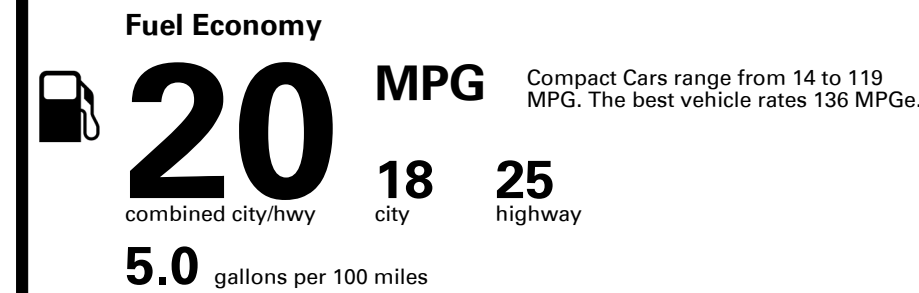 Fuel Economy
20 MPG
Compact Cars range from 14 to 119
MPG. The best vehicle rates 136 MPGe.
18 25
combined city/hwy city highway
5.0 gallons per 100 miles